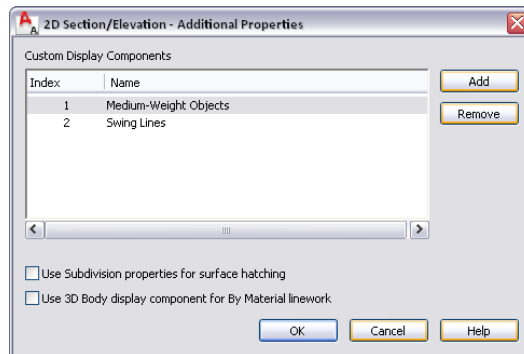 2D Section/Elevation - Additional Properties
Custom Display Components
Index Name
Add
1 Medium-Weight Objects
Remove
2 Swing Lines
Use Subdivision properties for surface hatching
Use 3D Body display component for By Material linework
OK Cancel Help